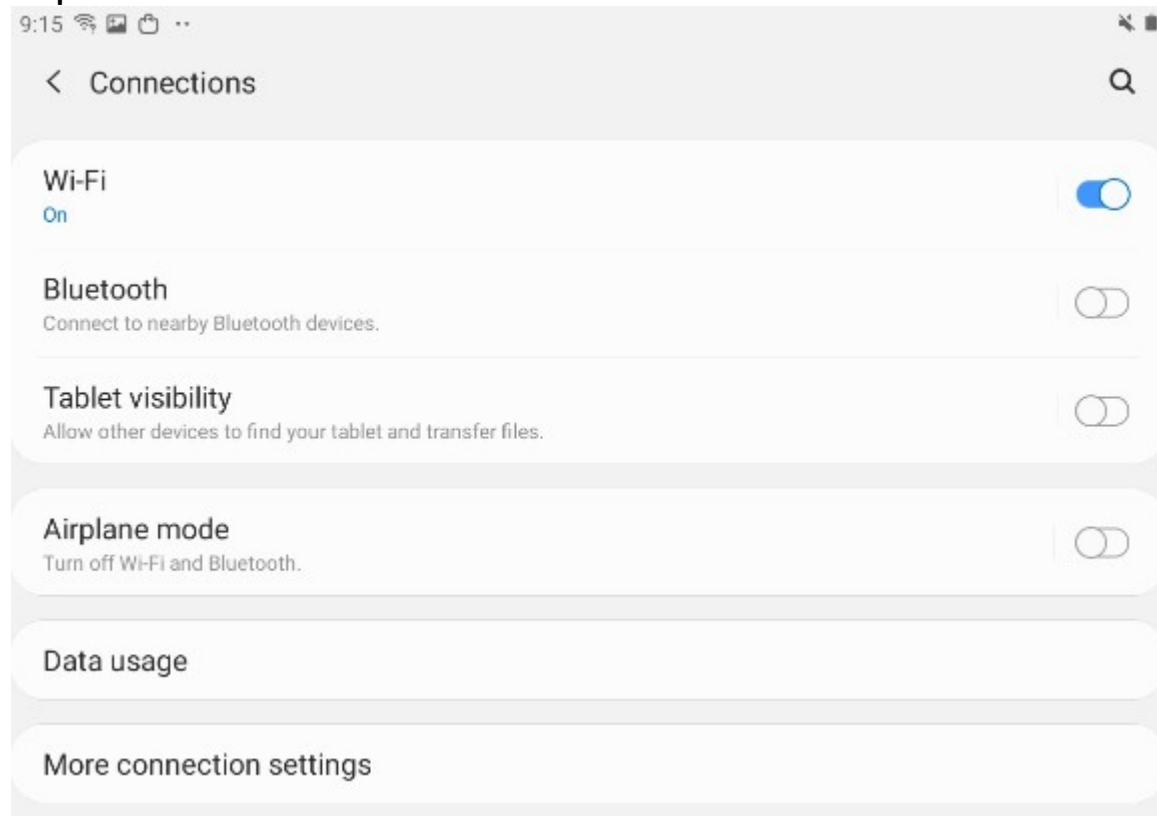 9:15
Connections
Wi-Fi
On
Bluetooth
Connect to nearby Bluetooth devices.
Tablet visibility
Allow other devices to find your tablet and transfer files.
Airplane mode
Turn off Wi-Fi and Bluetooth.
Data usage
More connection settings